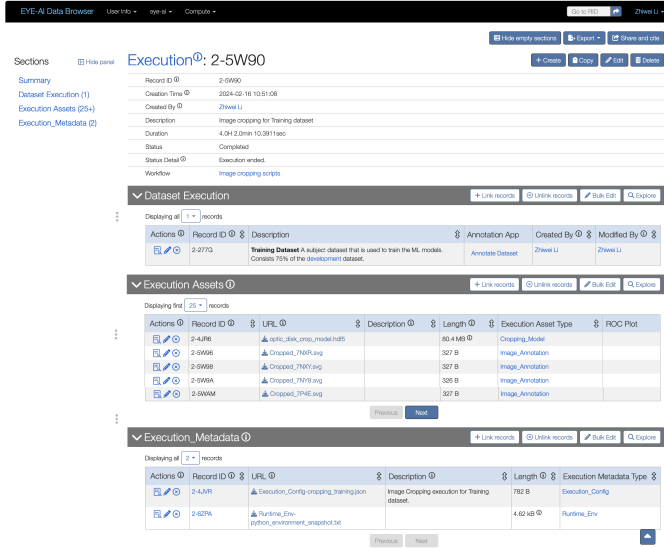 EYE-AI Data Browser User Info eye-ai Compute Go to RID Zhiwei Li
Hide empty sections Export Share and cite
Sections Hide panel Execution: 2-5W90 + Create Copy Edit Delete
Summary
Dataset Execution (1)
Execution Assets (25+)
Execution_Metadata (2)
Record ID 2-5W90
Creation Time 2024-02-16 10:51:08
Created By Zhiwei Li
Description Image cropping for Training dataset
Duration 4.0H 2.0min 10.3911sec
Status Completed
Status Detail Execution ended.
Workflow Image cropping scripts
Dataset Execution + Link records Unlink records Bulk Edit Explore
Displaying all 1 records
Actions Record ID Description Annotation App Created By Modified By
2-277G Training Dataset A subject dataset that is used to train the ML models. Annotate Dataset Zhiwei Li Zhiwei Li
Consists 75% of the development dataset.
Execution Assets + Link records Unlink records Bulk Edit Explore
Displaying first 25 records
Actions Record ID URL Description Length Execution Asset Type ROC Plot
2-4JR6 optic_disk_crop_model.hdf5 80.4 MB Cropping_Model
2-5W96 Cropped_7NXR.svg 327 B Image_Annotation
2-5W98 Cropped_7NXY.svg 327 B Image_Annotation
2-5W9A Cropped_7NY8.svg 326 B Image_Annotation
2-5WAM Cropped_7P4E.svg 327 B Image_Annotation
Previous Next
Execution_Metadata + Link records Unlink records Bulk Edit Explore
Displaying all 2 records
Actions Record ID URL Description Length Execution Metadata Type
2-4JVR Execution_Config-cropping_training.json Image Cropping execution for Training 782 B Execution_Config
dataset.
2-6ZPA Runtime_Env- 4.62 kB Runtime_Env
python_environment_snapshot.txt
Previous Next